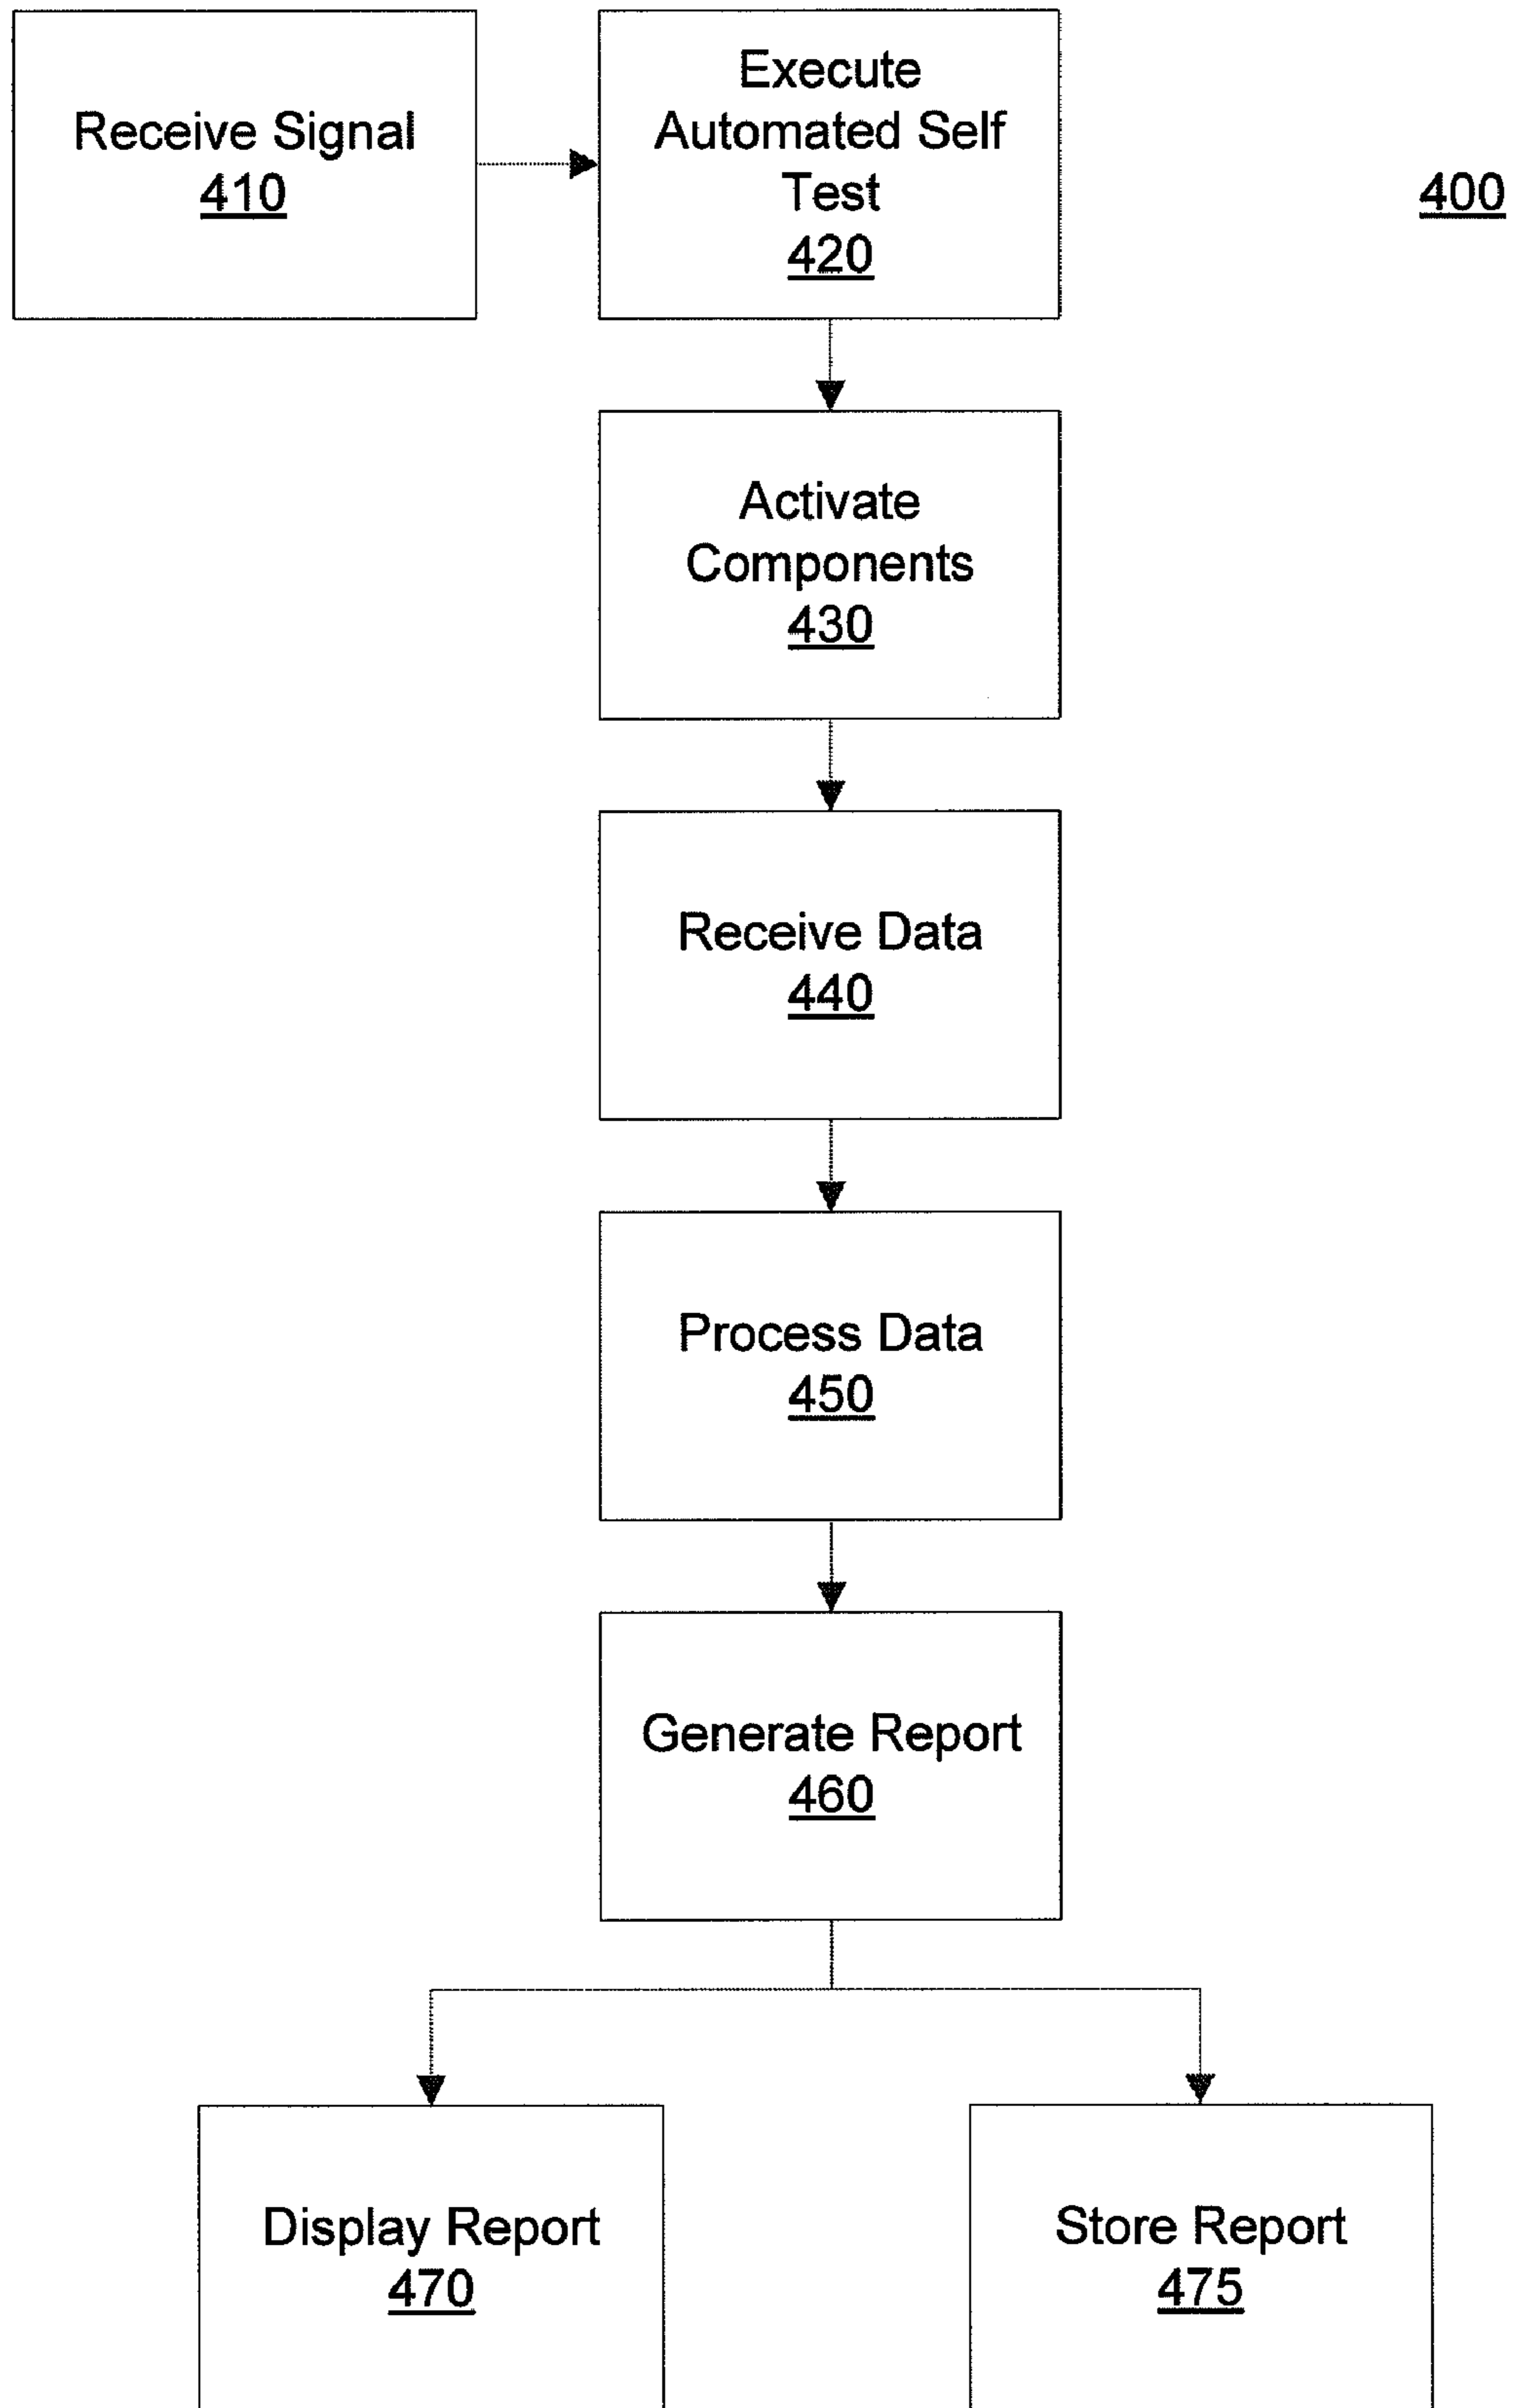 Receive Signal
410
Execute
Automated Self
Test
420
400
Activate
Components
430
Receive Data
440
Process Data
450
Generate Report
460
Display Report
470
Store Report
475